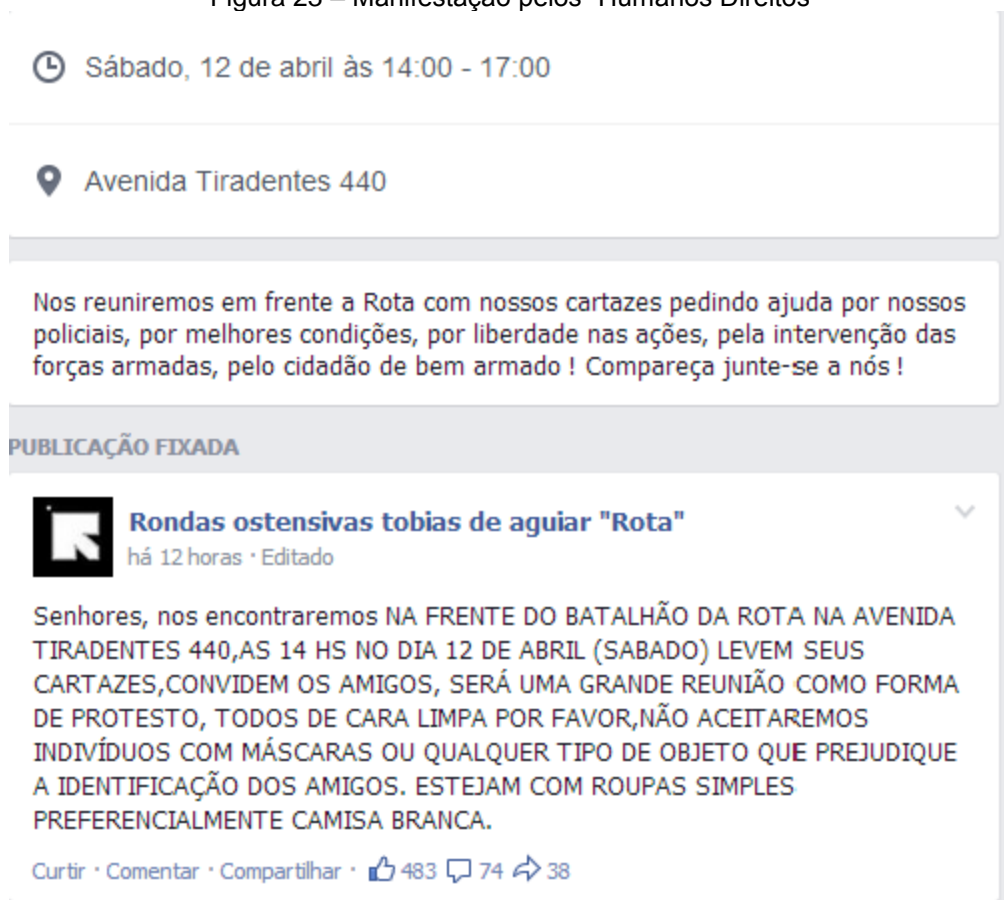 Figura 23 – Manifestação pelos "Humanos Direitos"
Sábado, 12 de abril às 14:00 - 17:00
Avenida Tiradentes 440
Nos reuniremos em frente a Rota com nossos cartazes pedindo ajuda por nossos
policiais, por melhores condições, por liberdade nas ações, pela intervenção das
forças armadas, pelo cidadão de bem armado ! Compareça junte-se a nós !
PUBLICAÇÃO FIXADA
Rondas ostensivas tobias de aguiar "Rota"
há 12 horas · Editado
Senhores, nos encontraremos NA FRENTE DO BATALHÃO DA ROTA NA AVENIDA
TIRADENTES 440,AS 14 HS NO DIA 12 DE ABRIL (SABADO) LEVEM SEUS
CARTAZES,CONVIDEM OS AMIGOS, SERÁ UMA GRANDE REUNIÃO COMO FORMA
DE PROTESTO, TODOS DE CARA LIMPA POR FAVOR,NÃO ACEITAREMOS
INDIVÍDUOS COM MÁSCARAS OU QUALQUER TIPO DE OBJETO QUE PREJUDIQUE
A IDENTIFICAÇÃO DOS AMIGOS. ESTEJAM COM ROUPAS SIMPLES
PREFERENCIALMENTE CAMISA BRANCA.
Curtir · Comentar · Compartilhar · 483 74 38